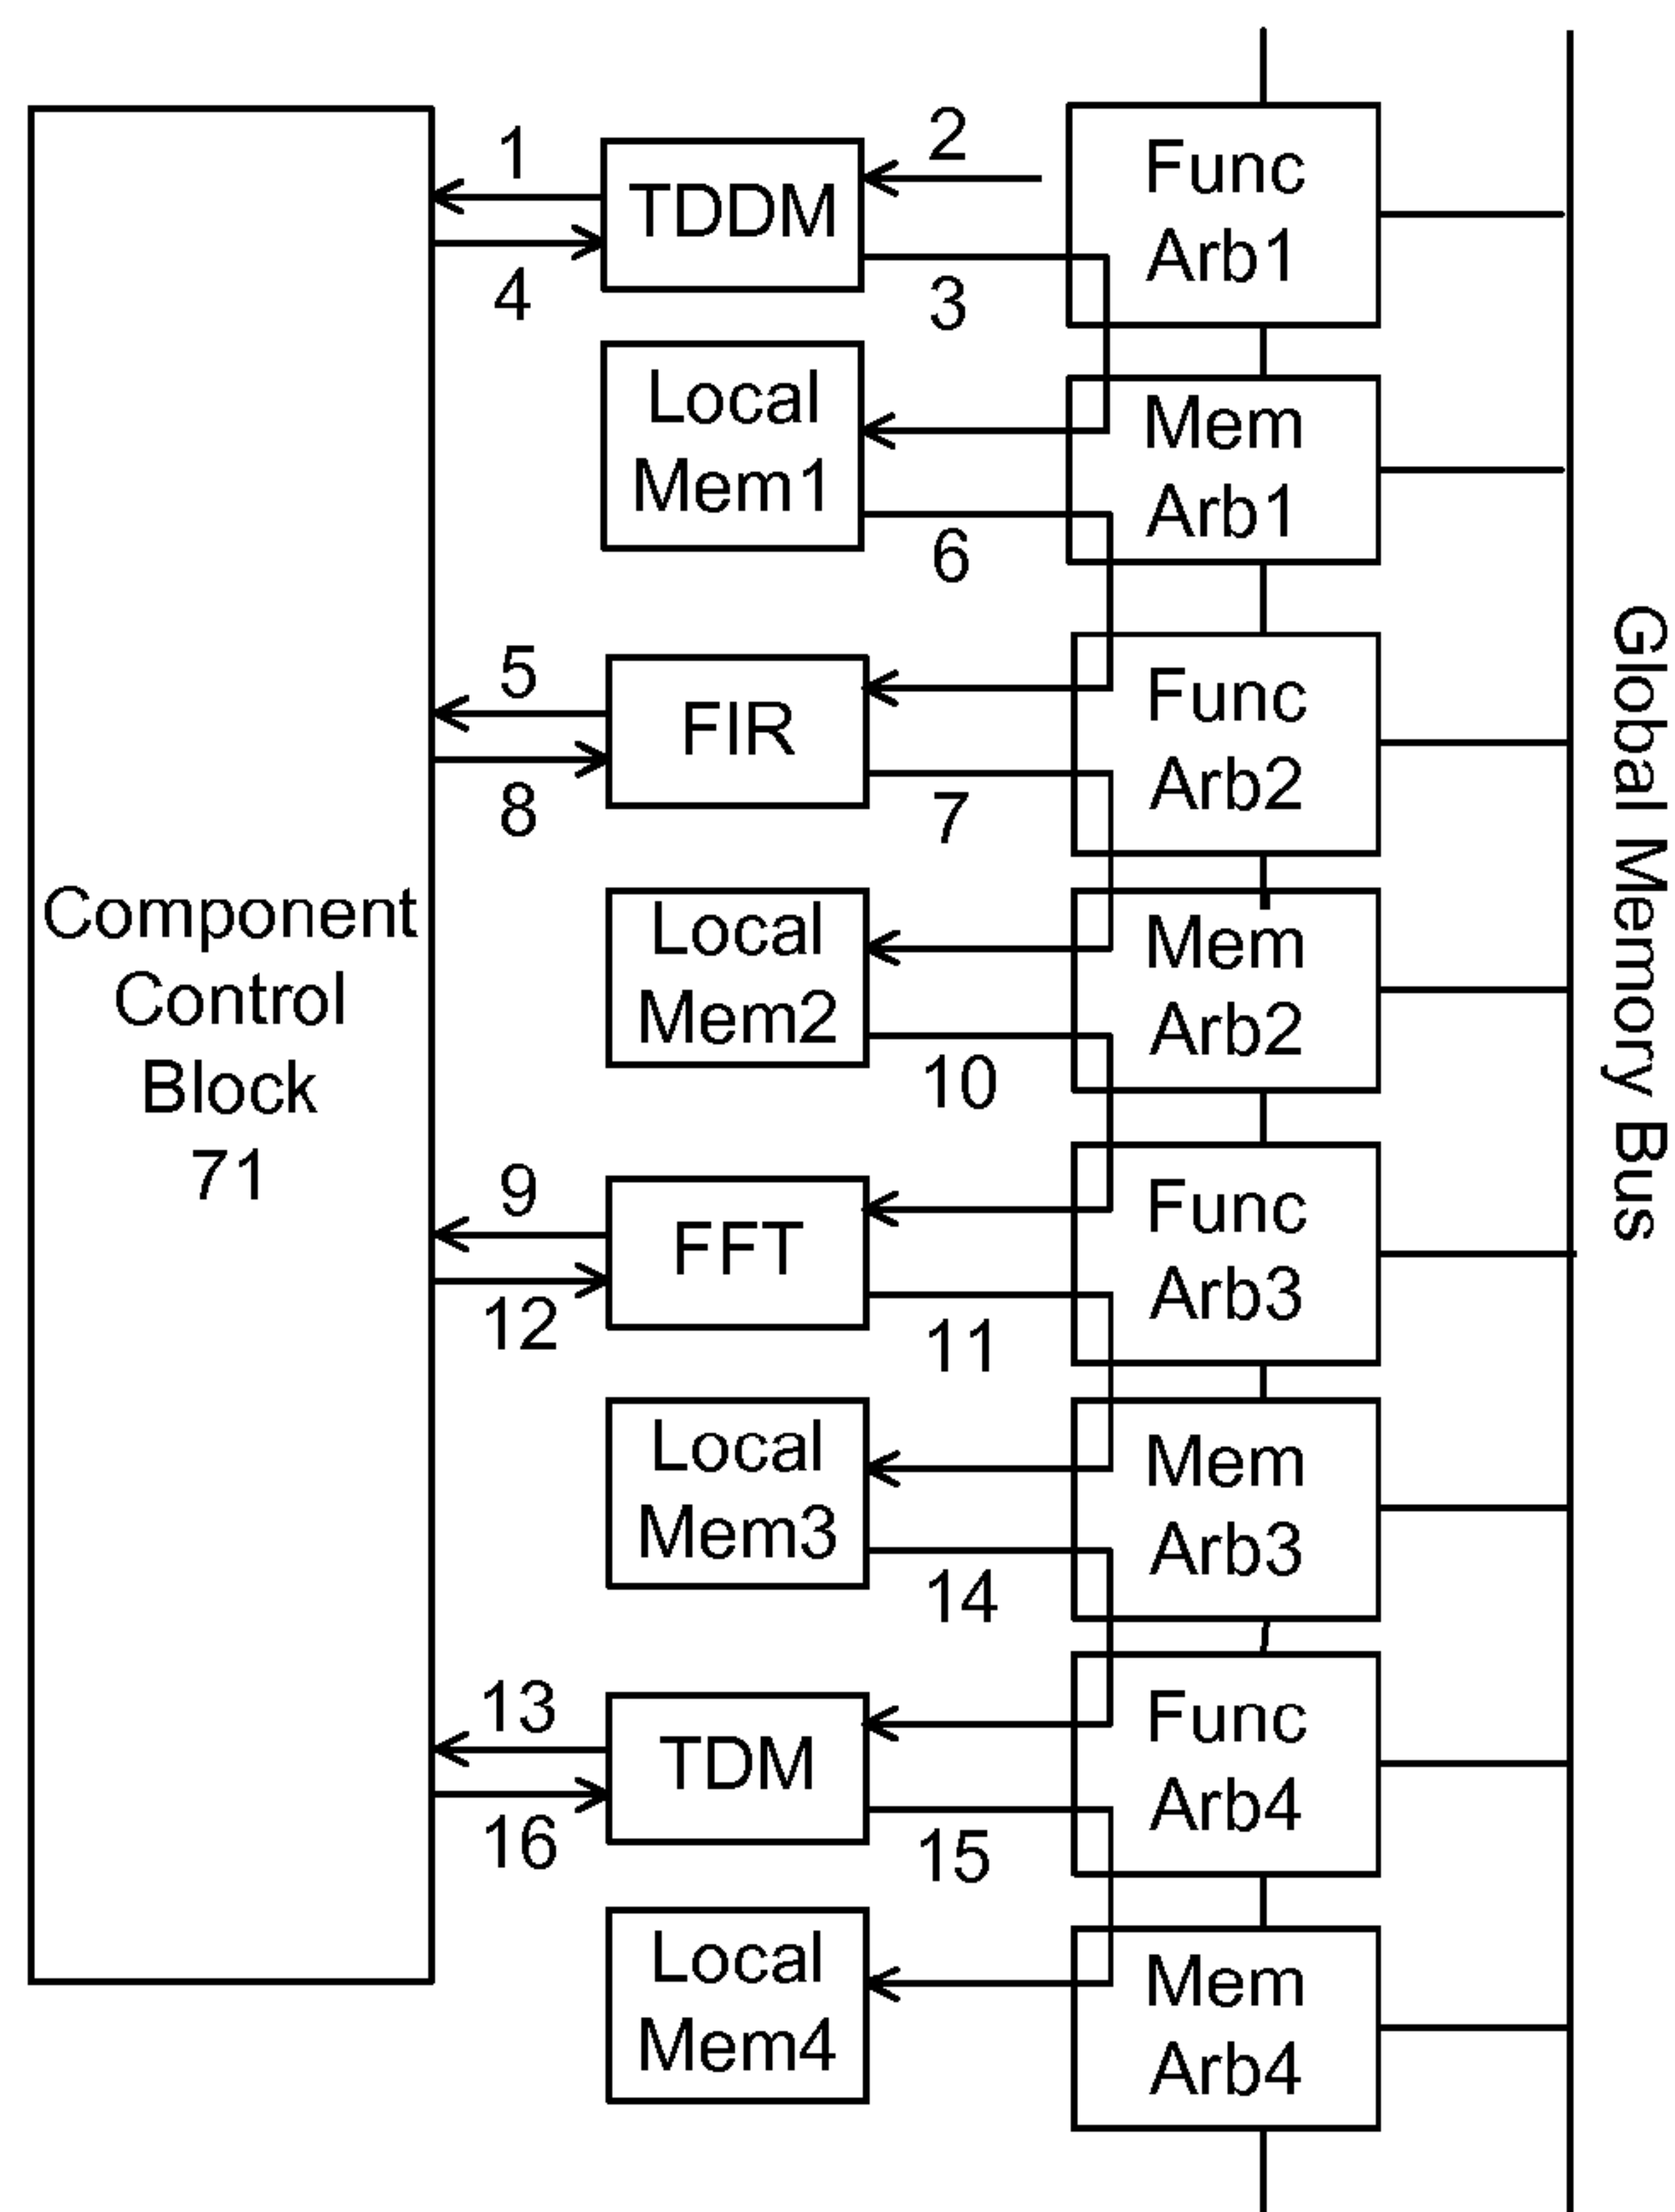 1
2
TDDM
Func
Arb1
4
3
Local
Mem1
Mem
Arb1
6
5
FIR
Func
Arb2
8
7
Local
Mem2
Mem
Arb2
10
Component
Control
Block
71
Global Memory Bus
9
FFT
Func
Arb3
12
11
Local
Mem3
Mem
Arb3
14
13
TDM
Func
Arb4
16
15
Local
Mem4
Mem
Arb4